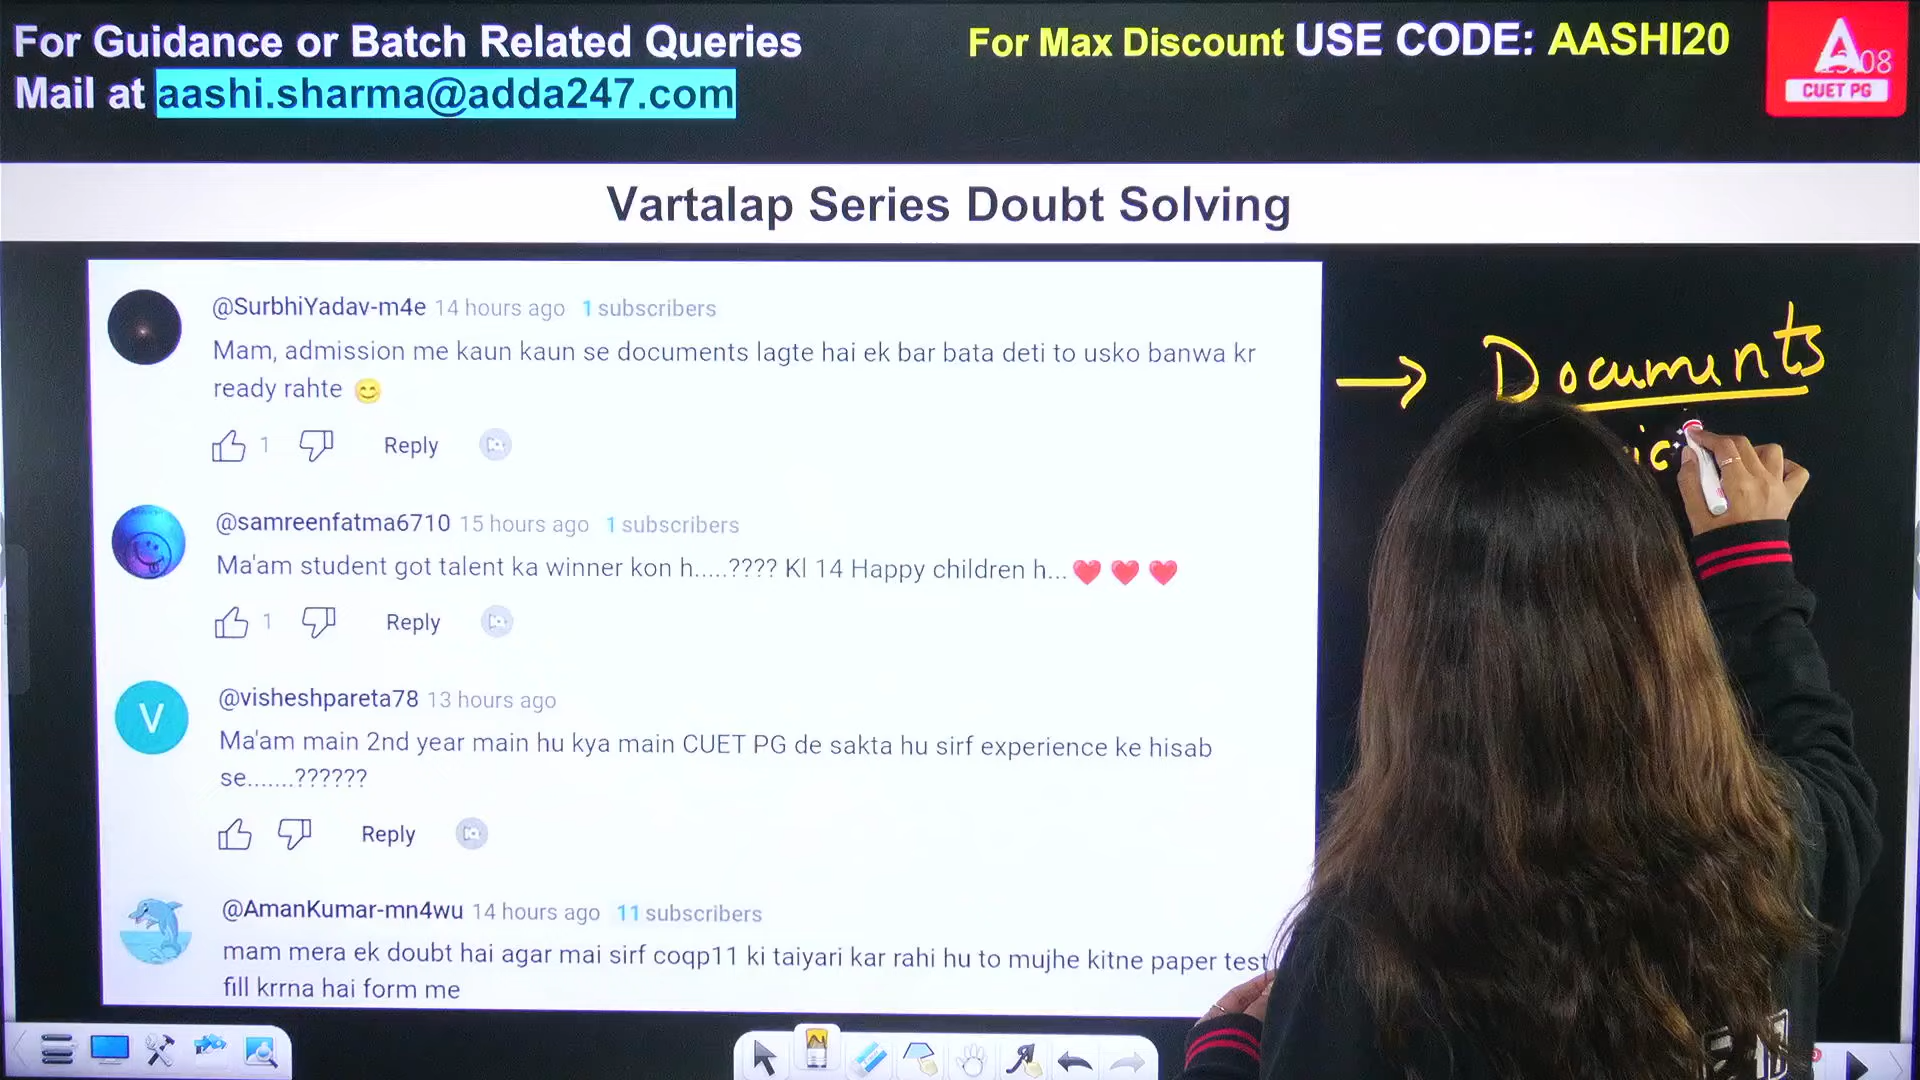 For Guidance or Batch Related Queries
Mail at aashi.sharma@adda247.com
For Max Discount USE CODE: AASHI20
CUET PG
Vartalap Series Doubt Solving
@SurbhiYadav-m4e 14 hours ago 1 subscribers
Mam, admission me kaun kaun se documents lagte hai ek bar bata deti to usko banwa kr
ready rahte 😊
1 Reply
@samreenfatma6710 15 hours ago 1 subscribers
Ma'am student got talent ka winner kon h.....???? Kl 14 Happy children h...❤️ ❤️ ❤️
1 Reply
V
@visheshpareta78 13 hours ago
Ma'am main 2nd year main hu kya main CUET PG de sakta hu sirf experience ke hisab
se.......??????
Reply
@AmanKumar-mn4wu 14 hours ago 11 subscribers
mam mera ek doubt hai agar mai sirf coqp11 ki taiyari kar rahi hu to mujhe kitne paper test
fill krrna hai form me
→ Documents